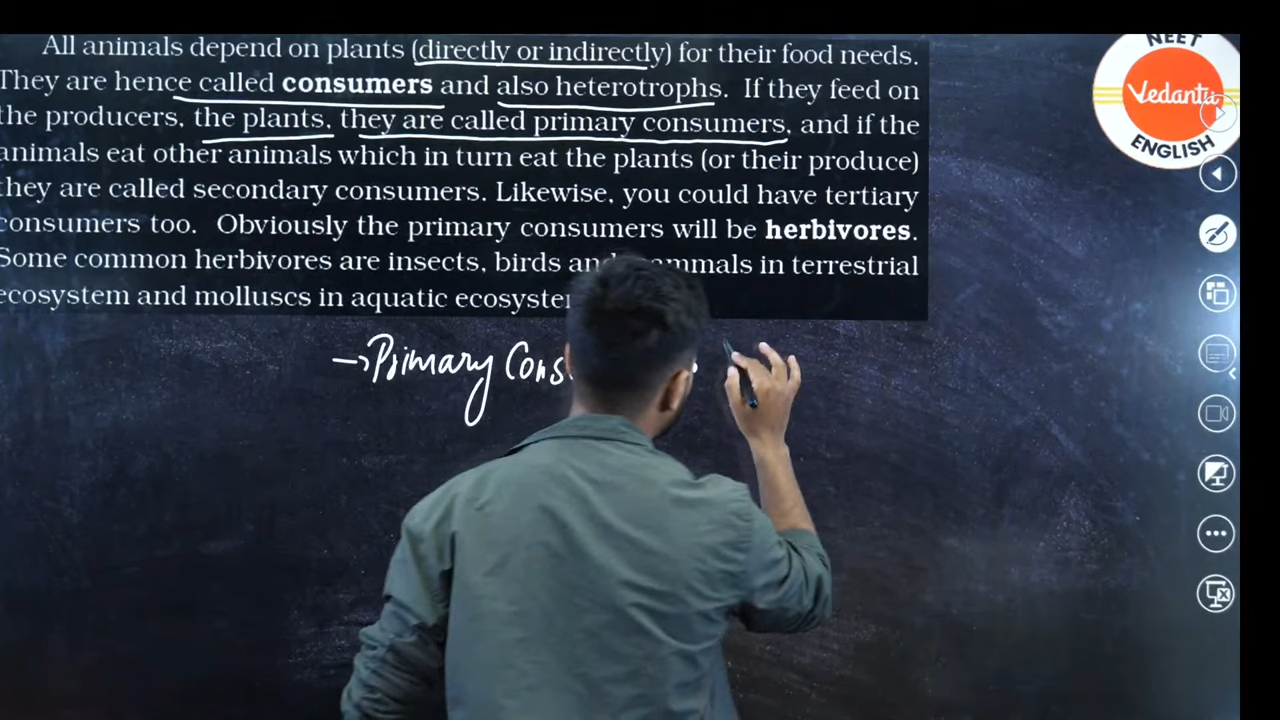 All animals depend on plants (directly or indirectly) for their food needs.
They are hence called consumers and also heterotrophs. If they feed on
the producers, the plants, they are called primary consumers, and if the
animals eat other animals which in turn eat the plants (or their produce)
they are called secondary consumers. Likewise, you could have tertiary
consumers too. Obviously the primary consumers will be herbivores.
Some common herbivores are insects, birds and mammals in terrestrial
ecosystem and molluscs in aquatic
→Primary
NEET
Vedantu
ENGLISH